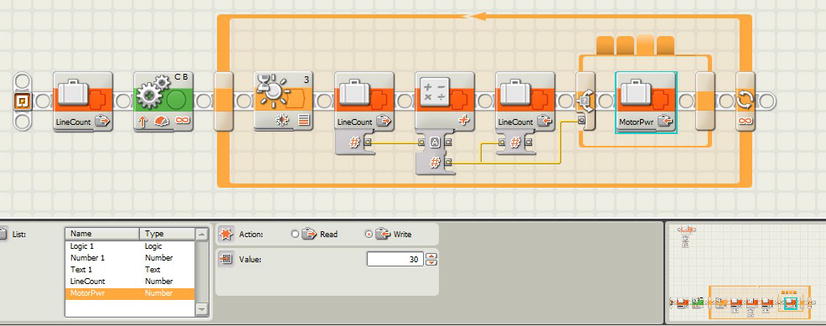 C B
3
LineCount
LineCount
LineCount
MotorPwr
#
A
#
#
List:
Name Type
Logic 1 Logic
Number 1 Number
Text 1 Text
LineCount Number
MotorPwr Number
Action: Read Write
Value: 30